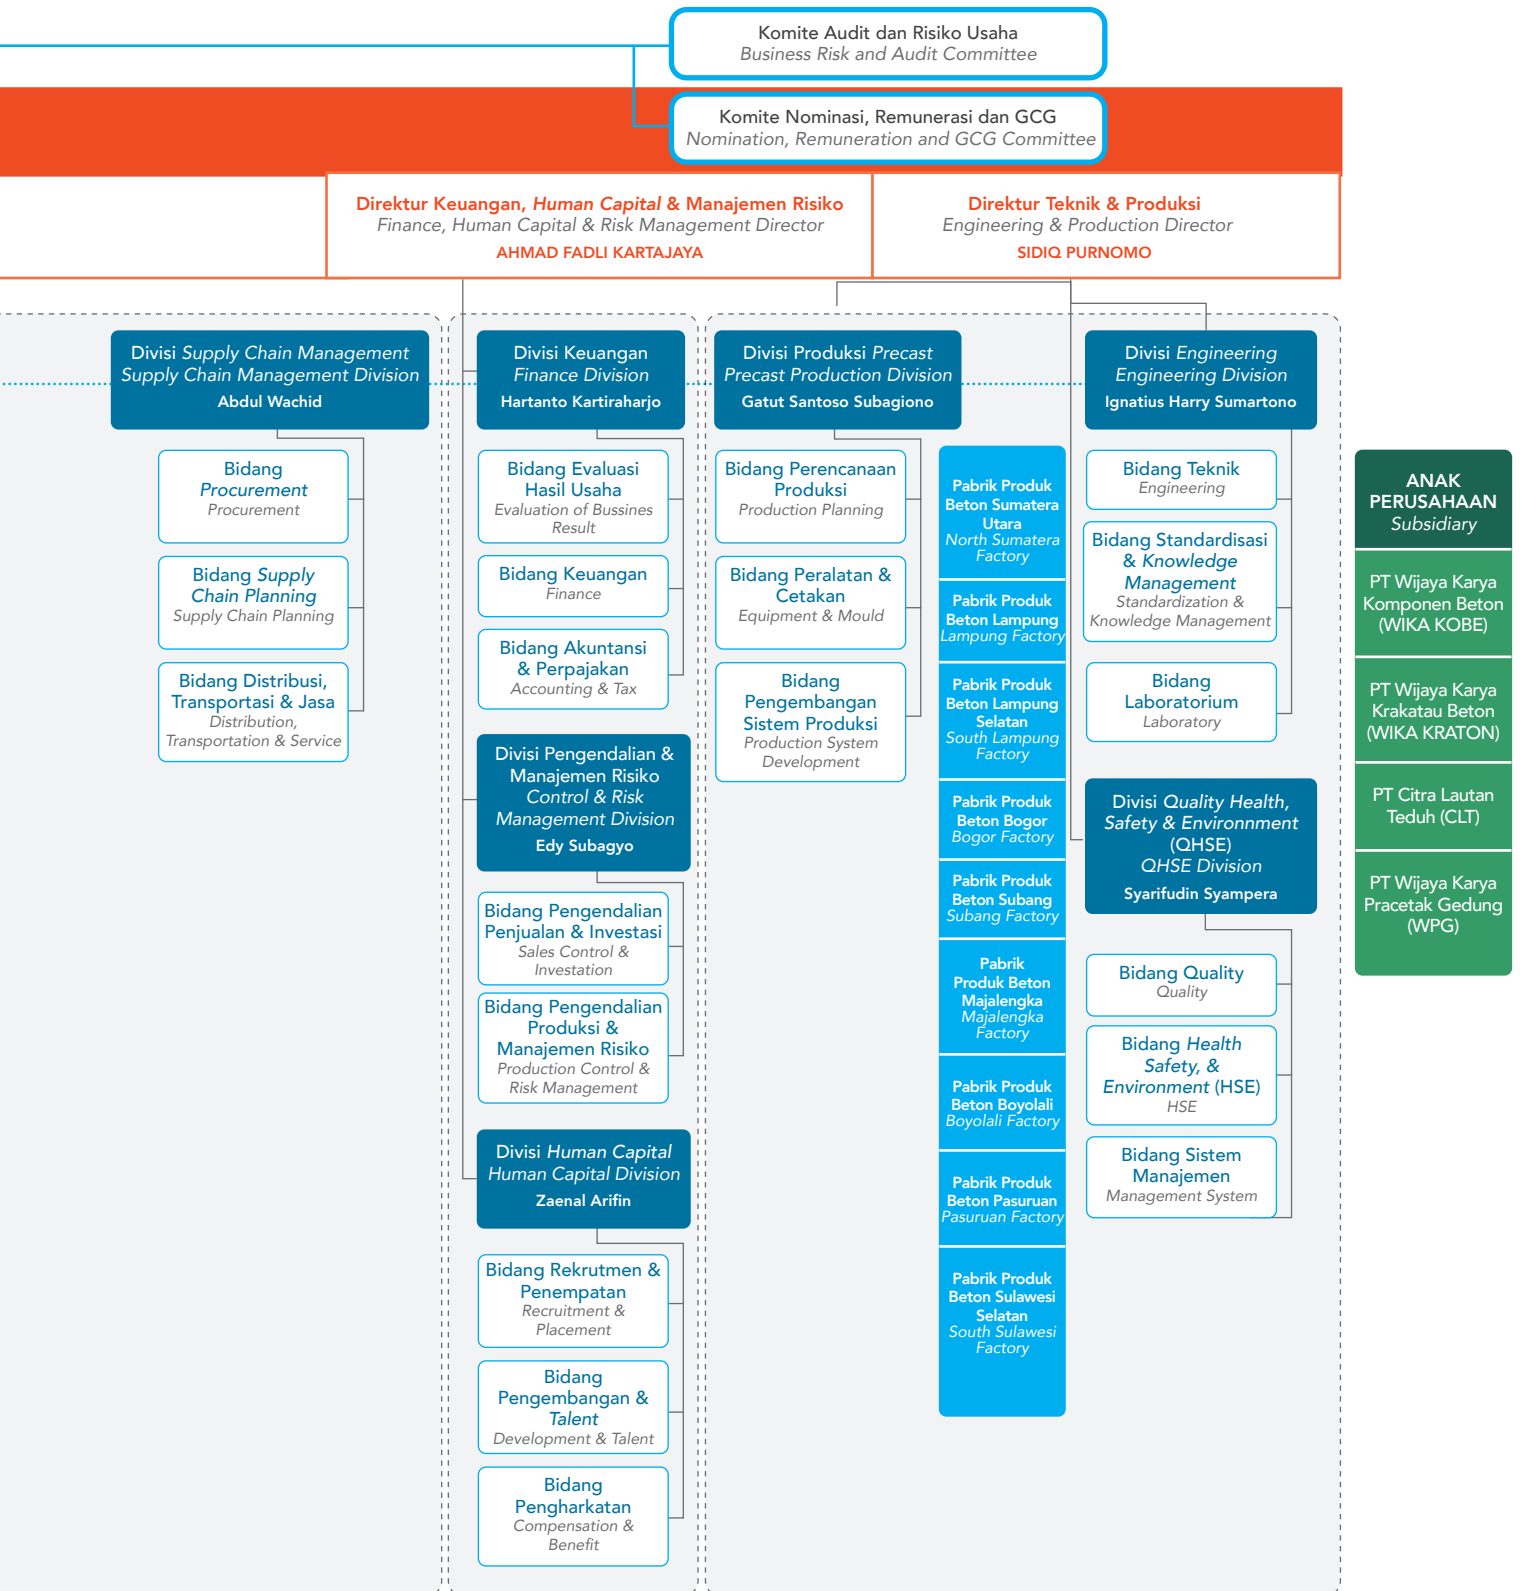 Komite Audit dan Risiko Usaha
Business Risk and Audit Committee
Komite Nominasi, Remunerasi dan GCG
Nomination, Remuneration and GCG Committee
Direktur Keuangan, Human Capital & Manajemen Risiko
Finance, Human Capital & Risk Management Director
AHMAD FADLI KARTAJAYA
Direktur Teknik & Produksi
Engineering & Production Director
SIDIQ PURNOMO
Divisi Supply Chain Management
Supply Chain Management Division
Abdul Wachid
Bidang
Procurement
Procurement
Bidang Supply
Chain Planning
Supply Chain Planning
Bidang Distribusi,
Transportasi & Jasa
Distribution,
Transportation & Service
Divisi Keuangan
Finance Division
Hartanto Kartiraharjo
Bidang Evaluasi
Hasil Usaha
Evaluation of Bussines
Result
Bidang Keuangan
Finance
Bidang Akuntansi
& Perpajakan
Accounting & Tax
Divisi Pengendalian &
Manajemen Risiko
Control & Risk
Management Division
Edy Subagyo
Bidang Pengendalian
Penjualan & Investasi
Sales Control &
Investation
Bidang Pengendalian
Produksi &
Manajemen Risiko
Production Control &
Risk Management
Divisi Human Capital
Human Capital Division
Zaenal Arifin
Bidang Rekrutmen &
Penempatan
Recruitment &
Placement
Bidang
Pengembangan &
Talent
Development & Talent
Bidang
Pengharkatan
Compensation &
Benefit
Divisi Produksi Precast
Precast Production Division
Gatut Santoso Subagiono
Bidang Perencanaan
Produksi
Production Planning
Bidang Peralatan &
Cetakan
Equipment & Mould
Bidang
Pengembangan
Sistem Produksi
Production System
Development
Pabrik Produk
Beton Sumatera
Utara
North Sumatera
Factory
Pabrik Produk
Beton Lampung
Lampung Factory
Pabrik Produk
Beton Lampung
Selatan
South Lampung
Factory
Pabrik Produk
Beton Bogor
Bogor Factory
Pabrik Produk
Beton Subang
Subang Factory
Pabrik
Produk Beton
Majalengka
Majalengka
Factory
Pabrik Produk
Beton Boyolali
Boyolali Factory
Pabrik Produk
Beton Pasuruan
Pasuruan Factory
Pabrik Produk
Beton Sulawesi
Selatan
South Sulawesi
Factory
Divisi Engineering
Engineering Division
Ignatius Harry Sumartono
Bidang Teknik
Engineering
Bidang Standardisasi
& Knowledge
Management
Standardization &
Knowledge Management
Bidang
Laboratorium
Laboratory
Divisi Quality Health,
Safety & Environnment
(QHSE)
QHSE Division
Syarifudin Syampera
Bidang Quality
Quality
Bidang Health
Safety, &
Environment (HSE)
HSE
Bidang Sistem
Manajemen
Management System
ANAK
PERUSAHAAN
Subsidiary
PT Wijaya Karya
Komponen Beton
(WIKA KOBE)
PT Wijaya Karya
Krakatau Beton
(WIKA KRATON)
PT Citra Lautan
Teduh (CLT)
PT Wijaya Karya
Pracetak Gedung
(WPG)